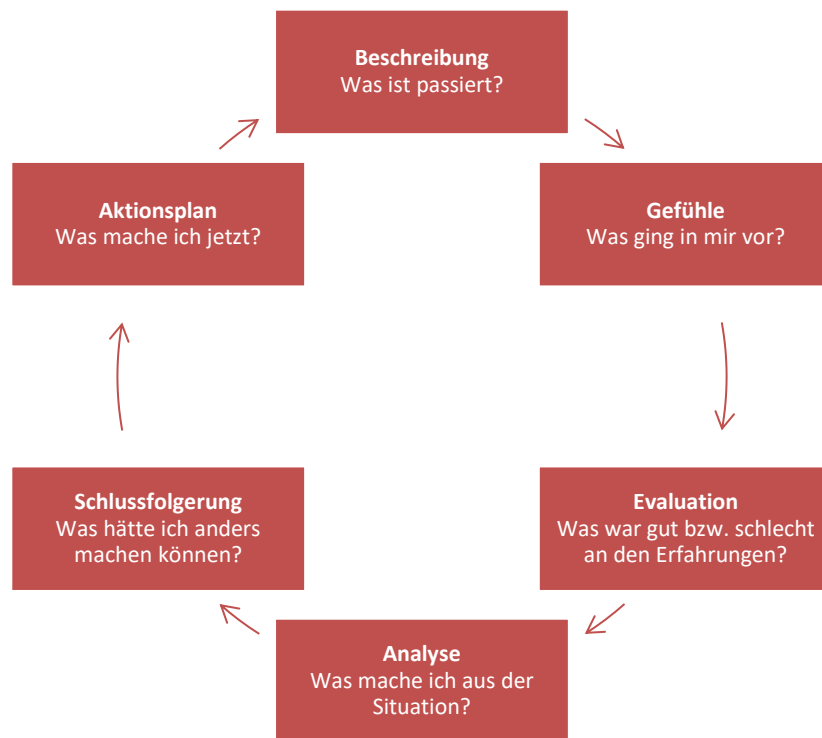 Beschreibung
Was ist passiert?
Gefühle
Was ging in mir vor?
Evaluation
Was war gut bzw. schlecht
an den Erfahrungen?
Analyse
Was mache ich aus der
Situation?
Schlussfolgerung
Was hätte ich anders
machen können?
Aktionsplan
Was mache ich jetzt?